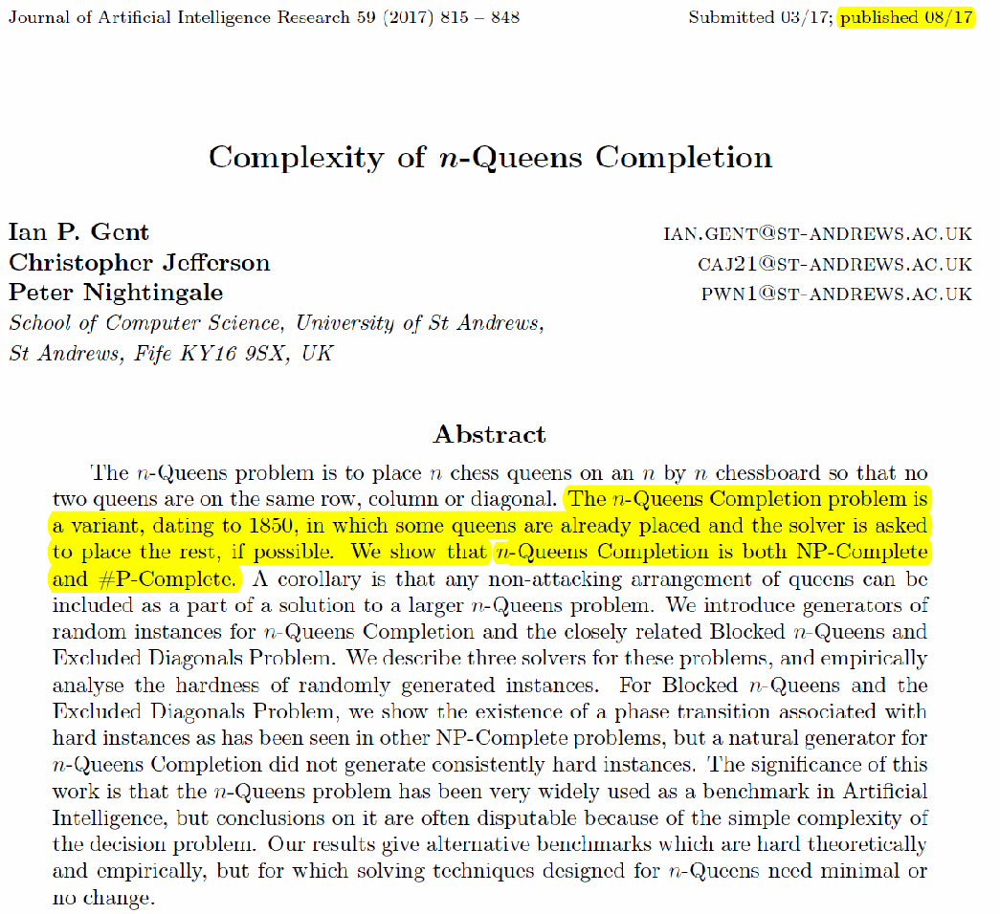 Journal of Artificial Intelligence Research 59 (2017) 815 – 848 Submitted 03/17; published 08/17
Complexity of n-Queens Completion
Ian P. Gent IAN.GENT@ST-ANDREWS.AC.UK
Christopher Jefferson CAJ21@ST-ANDREWS.AC.UK
Peter Nightingale PWN1@ST-ANDREWS.AC.UK
School of Computer Science, University of St Andrews,
St Andrews, Fife KY16 9SX, UK
Abstract
The n-Queens problem is to place n chess queens on an n by n chessboard so that no
two queens are on the same row, column or diagonal. The n-Queens Completion problem is
a variant, dating to 1850, in which some queens are already placed and the solver is asked
to place the rest, if possible. We show that n-Queens Completion is both NP-Complete
and #P-Complete. A corollary is that any non-attacking arrangement of queens can be
included as a part of a solution to a larger n-Queens problem. We introduce generators of
random instances for n-Queens Completion and the closely related Blocked n-Queens and
Excluded Diagonals Problem. We describe three solvers for these problems, and empirically
analyse the hardness of randomly generated instances. For Blocked n-Queens and the
Excluded Diagonals Problem, we show the existence of a phase transition associated with
hard instances as has been seen in other NP-Complete problems, but a natural generator for
n-Queens Completion did not generate consistently hard instances. The significance of this
work is that the n-Queens problem has been very widely used as a benchmark in Artificial
Intelligence, but conclusions on it are often disputable because of the simple complexity of
the decision problem. Our results give alternative benchmarks which are hard theoretically
and empirically, but for which solving techniques designed for n-Queens need minimal or
no change.